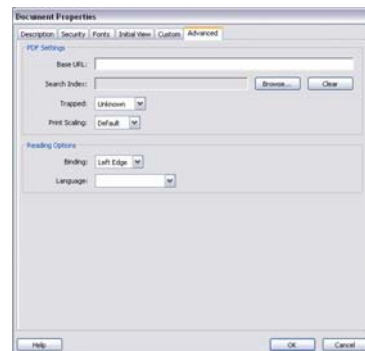 Document Properties
Description Security Fonts Initial View Custom Advanced
PDF Settings
Base URL:
Search Index: Browse... Clear
Trapped: Unknown
Print Scaling: Default
Reading Options
Binding: Left Edge
Language:
Help OK Cancel